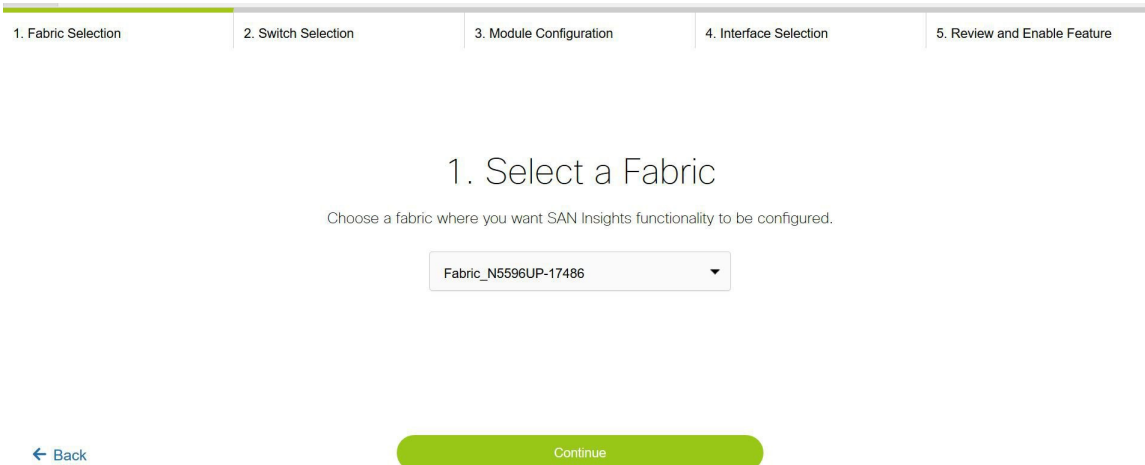 1. Fabric Selection
2. Switch Selection
3. Module Configuration
4. Interface Selection
5. Review and Enable Feature
1. Select a Fabric
Choose a fabric where you want SAN Insights functionality to be configured.
Fabric_N5596UP-17486
Back
Continue